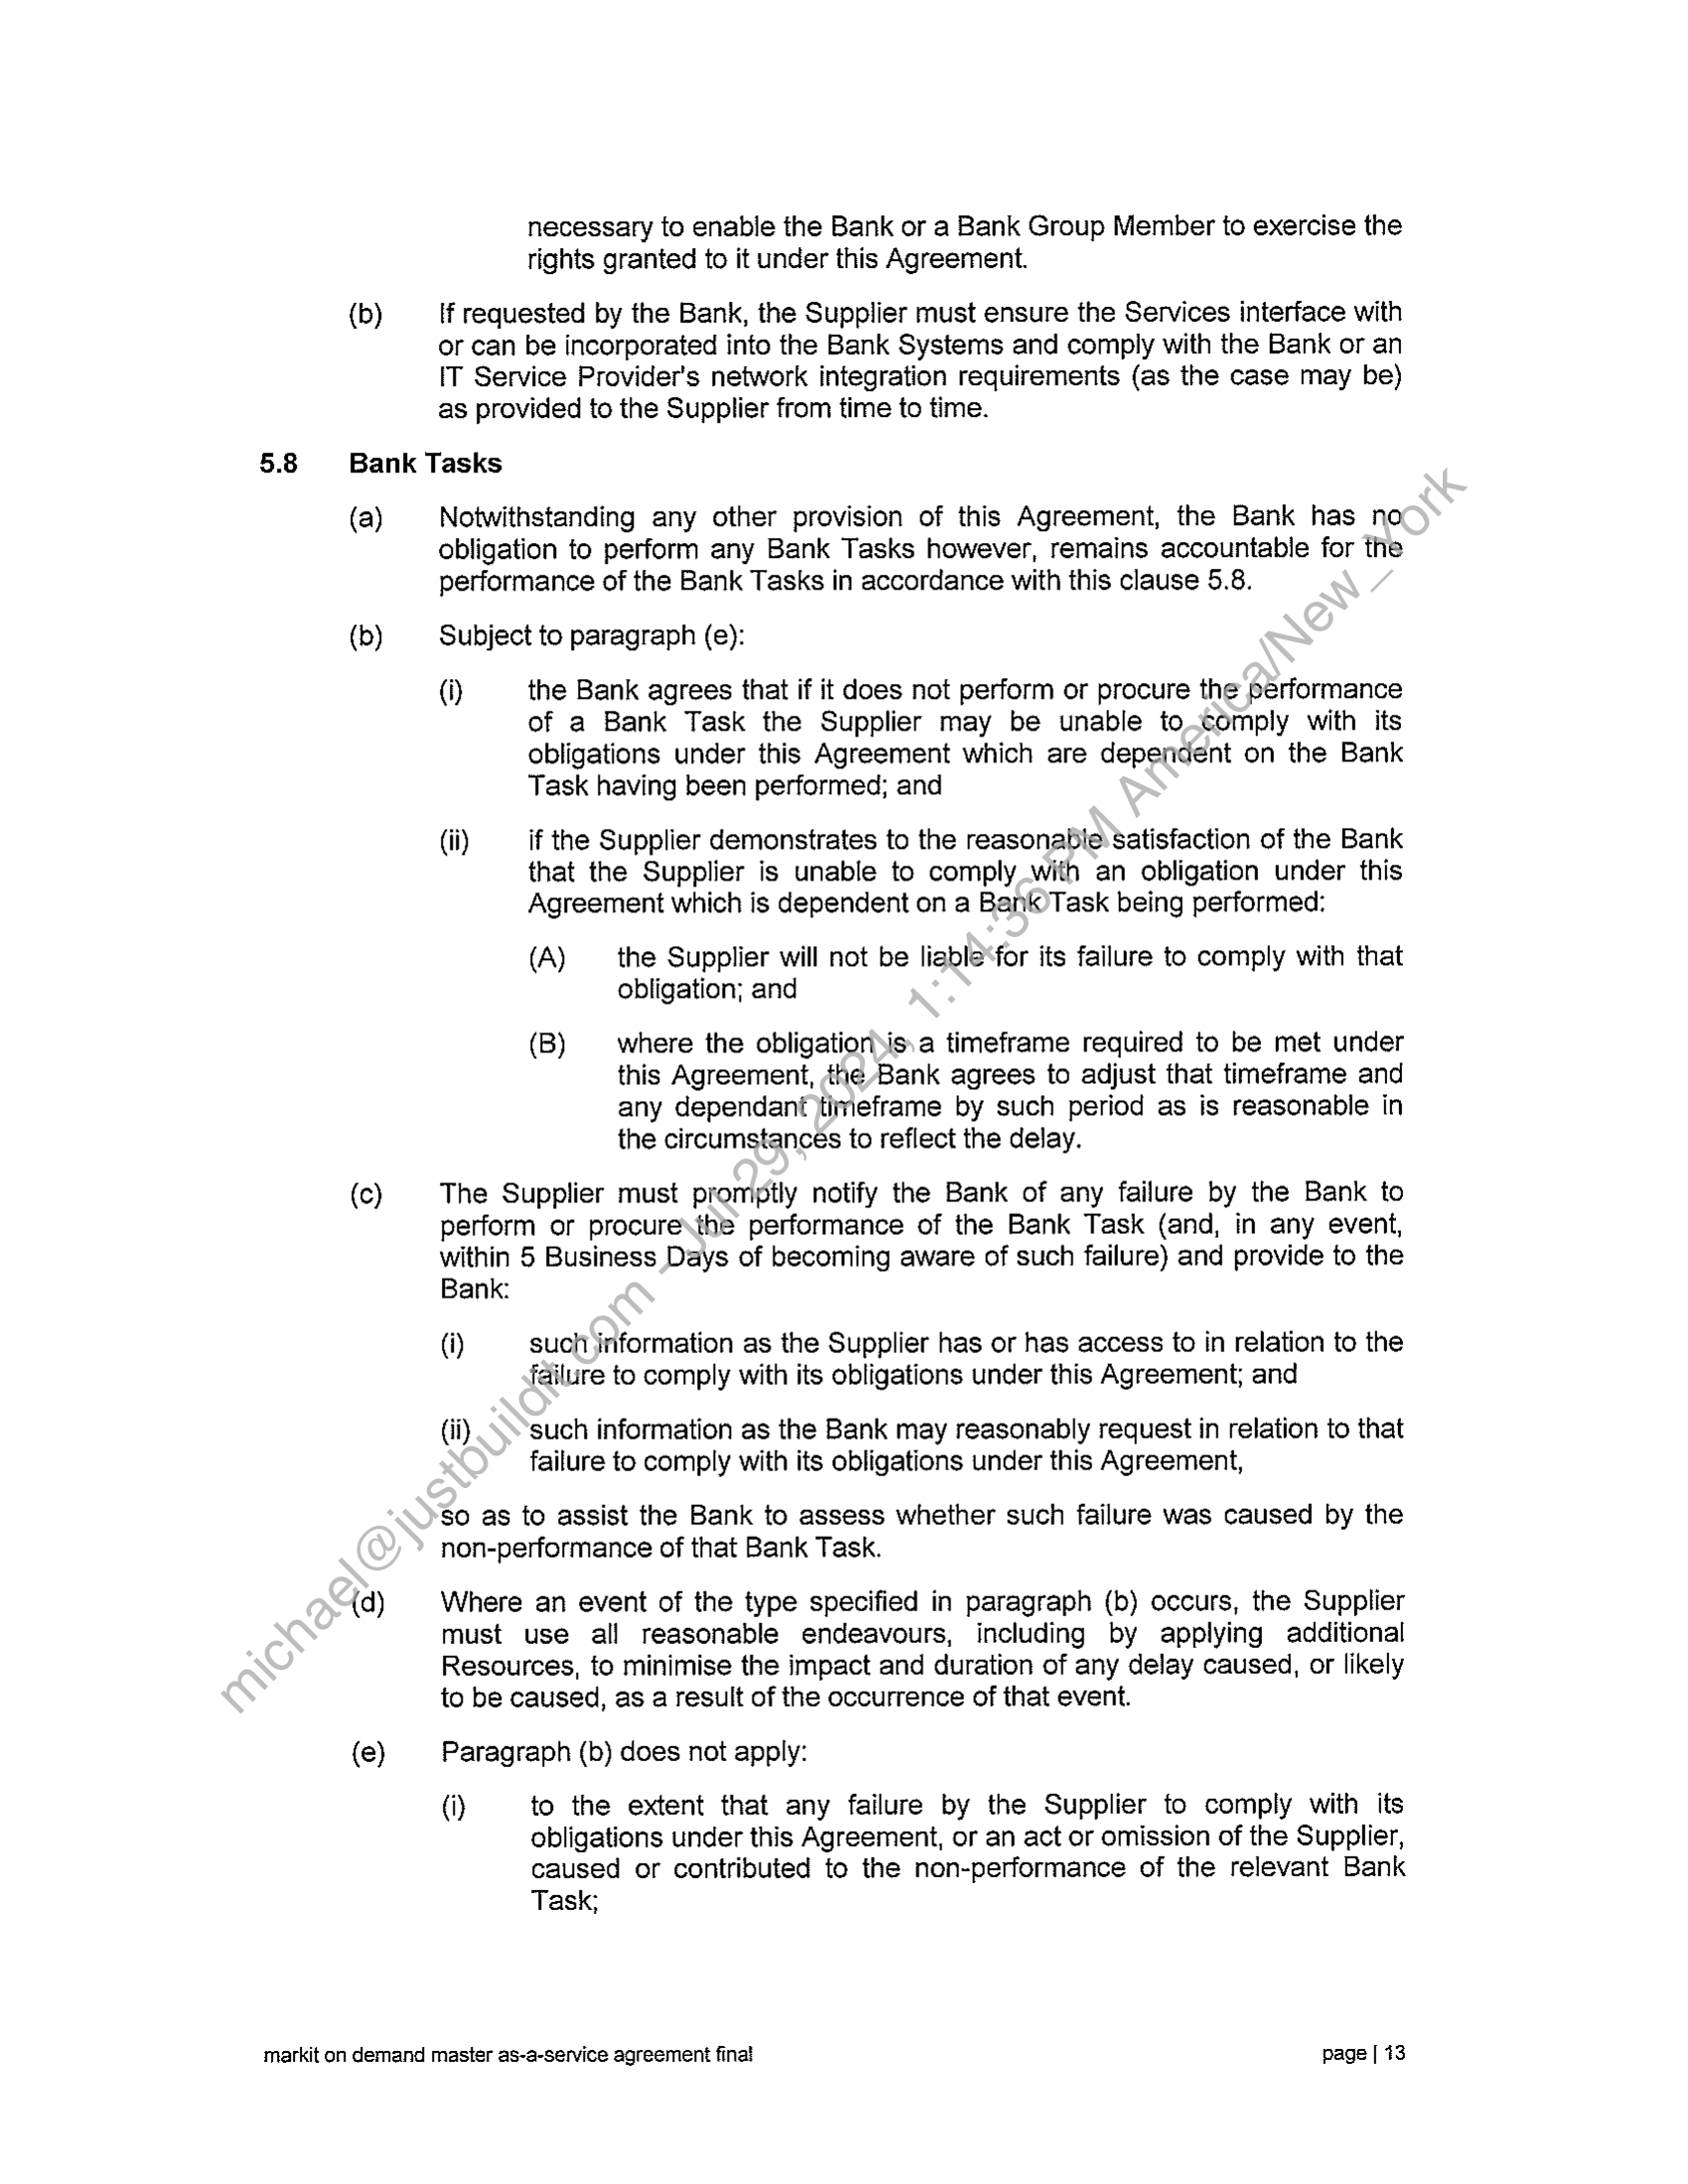 necessary to enable the Bank or a Bank Group Member to exercise the
rights granted to it under this Agreement.
(b) If requested by the Bank, the Supplier must ensure the Services interface with
or can be incorporated into the Bank Systems and comply with the Bank or an
IT Service Provider's network integration requirements (as the case may be)
as provided to the Supplier from time to time.
5.8 Bank Tasks
(a) Notwithstanding any other provision of this Agreement, the Bank has no
obligation to perform any Bank Tasks however, remains accountable for the
performance of the Bank Tasks in accordance with this clause 5.8.
(b) Subject to paragraph (e):
(i) the Bank agrees that if it does not perform or procure the performance
of a Bank Task the Supplier may be unable to comply with its
obligations under this Agreement which are dependent on the Bank
Task having been performed; and
(ii) if the Supplier demonstrates to the reasonable satisfaction of the Bank
that the Supplier is unable to comply with an obligation under this
Agreement which is dependent on a Bank Task being performed:
(A) the Supplier will not be liable for its failure to comply with that
obligation; and
(B) where the obligation is a timeframe required to be met under
this Agreement, the Bank agrees to adjust that timeframe and
any dependant timeframe by such period as is reasonable in
the circumstances to reflect the delay.
(c) The Supplier must promptly notify the Bank of any failure by the Bank to
perform or procure the performance of the Bank Task (and, in any event,
within 5 Business Days of becoming aware of such failure) and provide to the
Bank:
(i) such information as the Supplier has or has access to in relation to the
failure to comply with its obligations under this Agreement; and
(ii) such information as the Bank may reasonably request in relation to that
failure to comply with its obligations under this Agreement,
so as to assist the Bank to assess whether such failure was caused by the
non-performance of that Bank Task.
(d) Where an event of the type specified in paragraph (b) occurs, the Supplier
must use all reasonable endeavours, including by applying additional
Resources, to minimise the impact and duration of any delay caused, or likely
to be caused, as a result of the occurrence of that event.
(e) Paragraph (b) does not apply:
(i) to the extent that any failure by the Supplier to comply with its
obligations under this Agreement, or an act or omission of the Supplier,
caused or contributed to the non-performance of the relevant Bank
Task;
markit on demand master as-a-service agreement final page | 13
michael@justbuildit.com - Jul 29, 2024, 1:14:36 PM America/New_York